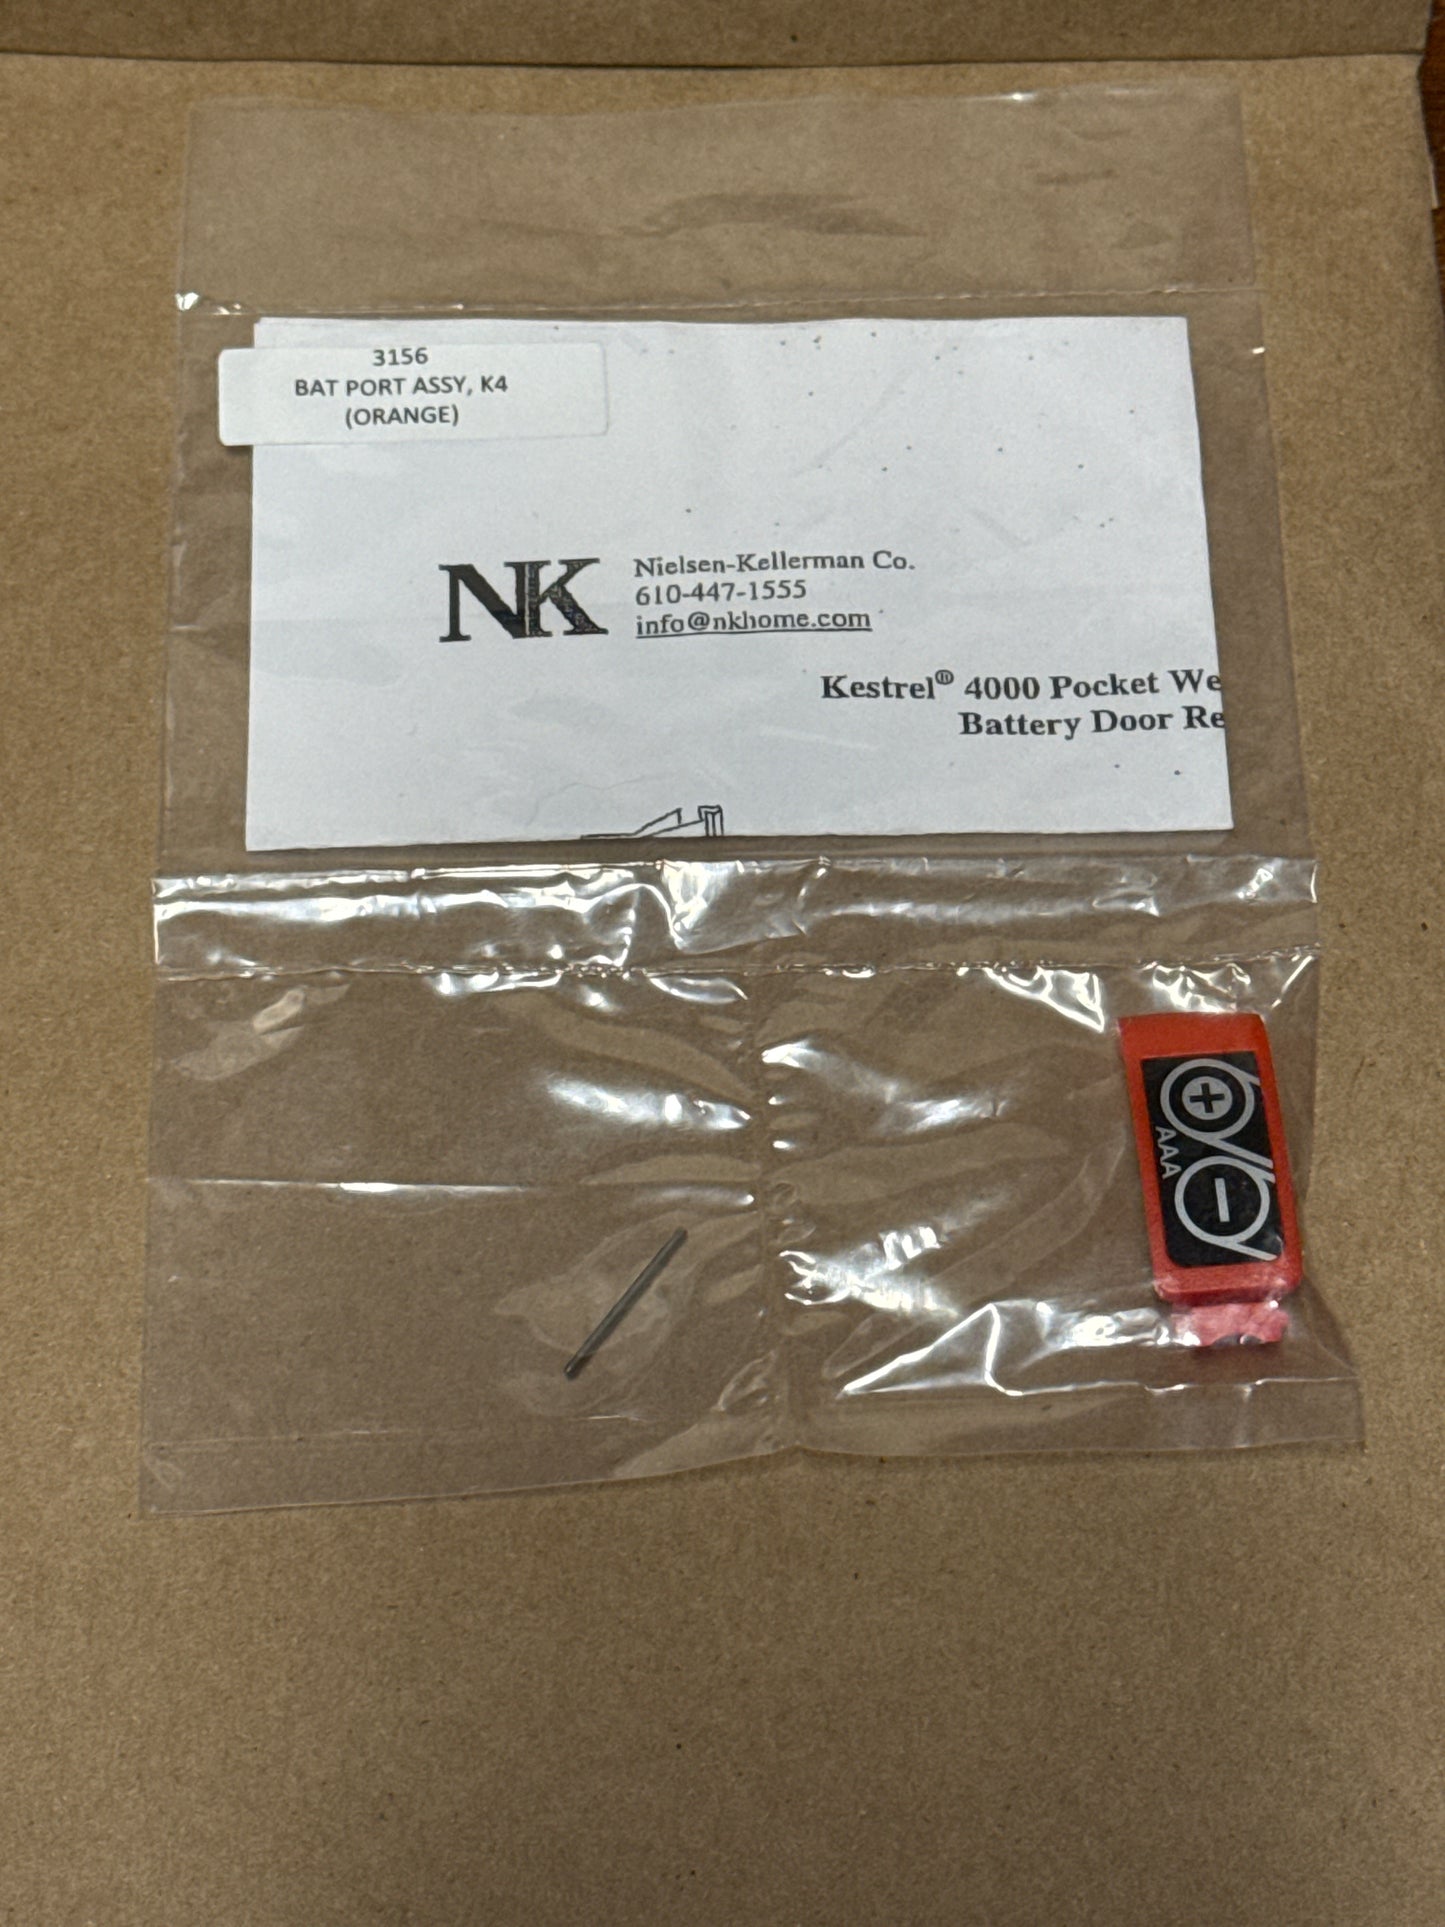 3156
BAT PORT ASSY, K4
(ORANGE)
NK
Nielsen-Kellerman Co.
610-447-1555
info@nkhome.com
Kestrel® 4000 Pocket We
Battery Door Re
+
AAA
-